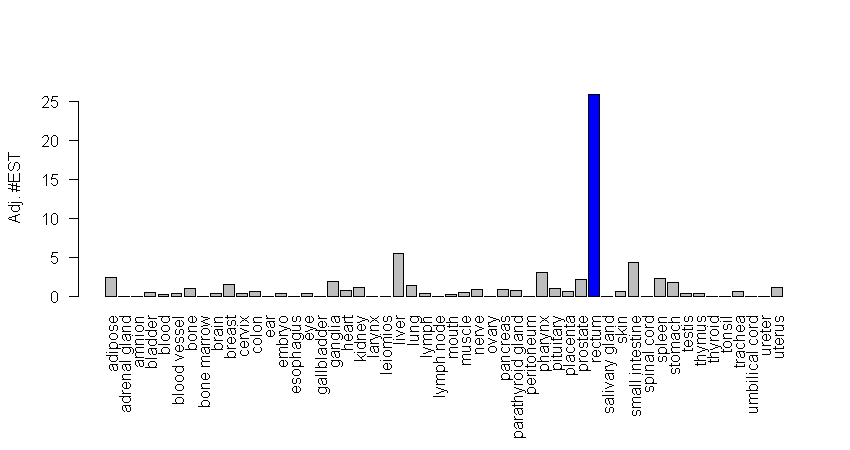 Adj. #EST
25
20
15
10
5
0
adipose
adrenal gland
amnion
bladder
blood
blood vessel
bone
bone marrow
brain
breast
cervix
colon
ear
embryo
esophagus
eye
gallbladder
ganglia
heart
kidney
larynx
leiomios
liver
lung
lymph
lymph node
mouth
muscle
nerve
ovary
pancreas
parathyroid gland
peritoneum
pharynx
pituitary
placenta
prostate
rectum
salivary gland
skin
small intestine
spinal cord
spleen
stomach
testis
thymus
thyroid
tonsil
trachea
umbilical cord
ureter
uterus